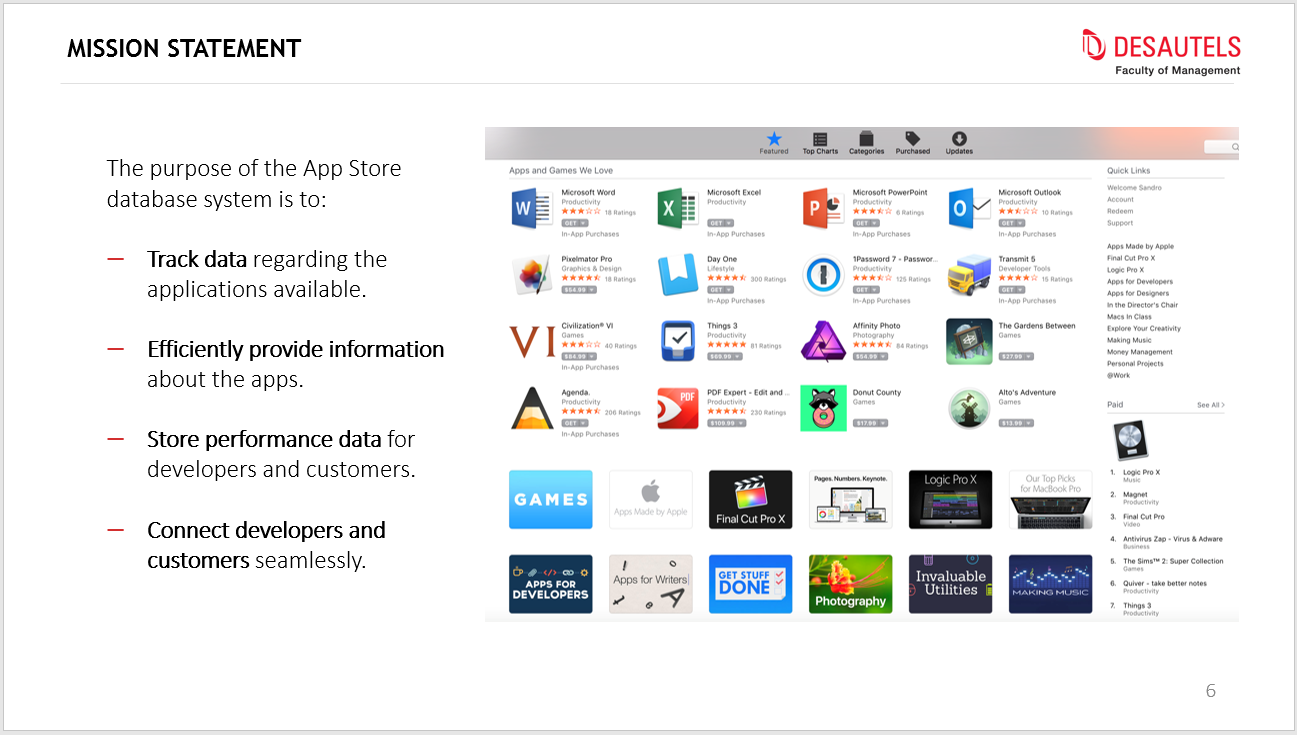 MISSION STATEMENT
DESAUTELS
Faculty of Management
The purpose of the App Store
database system is to:
— Track data regarding the
applications available.
— Efficiently provide information
about the apps.
— Store performance data for
developers and customers.
— Connect developers and
customers seamlessly.
Featured
Top Charts
Categories
Purchased
Updates
Apps and Games We Love
Microsoft Word
Productivity
18 Ratings
GET
In-App Purchases
Microsoft Excel
Productivity
GET
In-App Purchases
Microsoft PowerPoint
Productivity
6 Ratings
GET
In-App Purchases
Microsoft Outlook
Productivity
10 Ratings
GET
In-App Purchases
Pixelmator Pro
Graphics & Design
18 Ratings
$54.99
Day One
Lifestyle
300 Ratings
GET
In-App Purchases
1Password 7 - Passwor...
Productivity
125 Ratings
GET
In-App Purchases
Transmit 5
Developer Tools
15 Ratings
GET
In-App Purchases
VI
Civilization® VI
Games
40 Ratings
$84.99
In-App Purchases
Things 3
Productivity
81 Ratings
$69.99
Affinity Photo
Photography
84 Ratings
$54.99
The Gardens Between
Games
$27.99
Agenda.
Productivity
206 Ratings
GET
In-App Purchases
PDF
PDF Expert - Edit and ...
Productivity
230 Ratings
$109.99
Donut County
Games
$17.99
Alto's Adventure
Games
$13.99
GAMES
Apps Made by Apple
Final Cut Pro X
Pages. Numbers. Keynote.
Logic Pro X
Our Top Picks
for MacBook Pro
APPS FOR
DEVELOPERS
Apps for Writers
GET STUFF
DONE
Photography
Invaluable
Utilities
MAKING MUSIC
Quick Links
Welcome Sandro
Account
Redeem
Support
Apps Made by Apple
Final Cut Pro X
Logic Pro X
Apps for Developers
Apps for Designers
In the Director's Chair
Macs In Class
Explore Your Creativity
Making Music
Money Management
Personal Projects
@Work
Paid
See All >
1. Logic Pro X
Music
2. Magnet
Productivity
3. Final Cut Pro
Video
4. Antivirus Zap - Virus & Adware
Business
5. The Sims™ 2: Super Collection
Games
6. Quiver - take better notes
Productivity
7. Things 3
Productivity
6